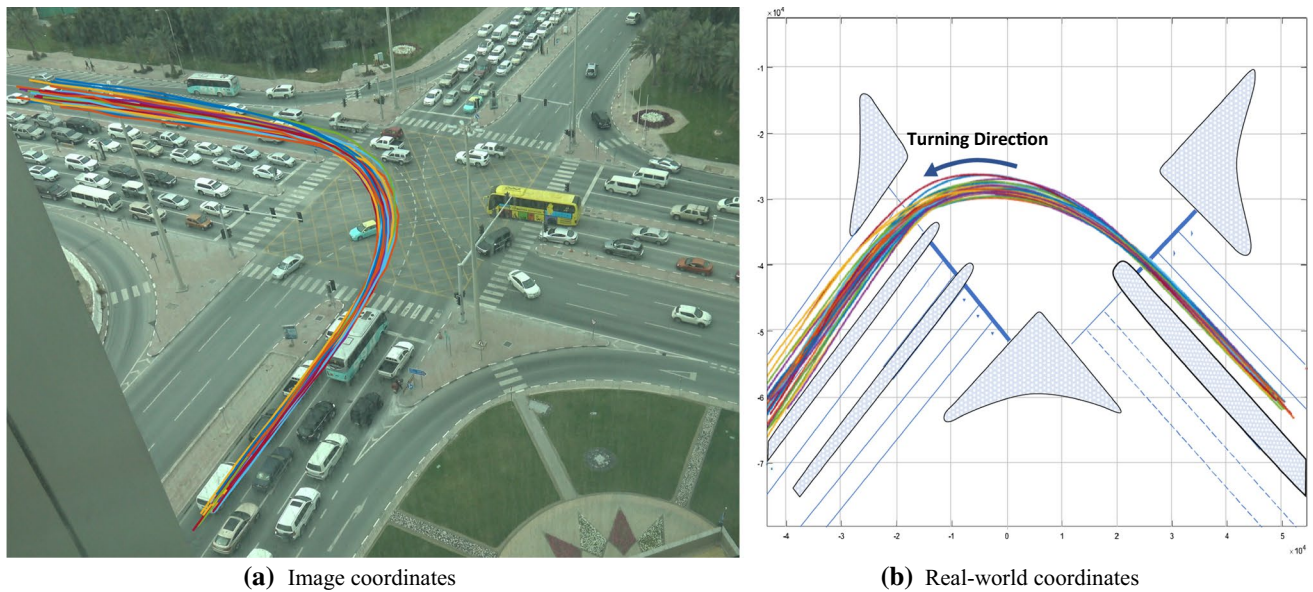 ×10⁴
-1
-2
Turning Direction
-3
-4
-5
-6
-7
-4 -3 -2 -1 0 1 2 3 4 5
×10⁴
(a) Image coordinates
(b) Real-world coordinates